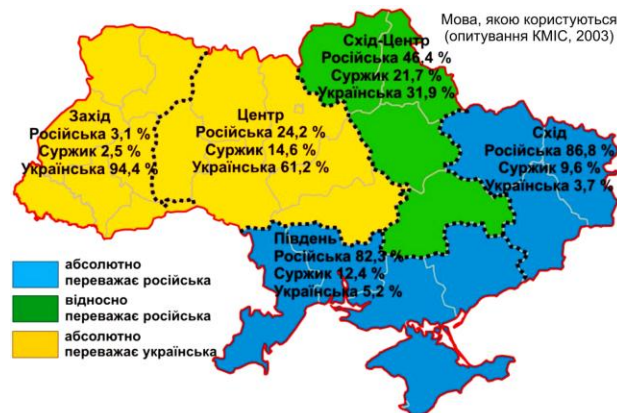 Мова, якою користуються
(опитування КМІС, 2003)
Схід-Центр
Російська 46,4 %
Суржик 21,7 %
Українська 31,9 %
Захід
Російська 3,1 %
Суржик 2,5 %
Українська 94,4 %
Центр
Російська 24,2 %
Суржик 14,6 %
Українська 61,2 %
Схід
Російська 86,8 %
Суржик 9,6 %
Українська 3,7 %
Південь
Російська 82,3 %
Суржик 12,4 %
Українська 5,2 %
абсолютно
переважає російська
відносно
переважає російська
абсолютно
переважає українська